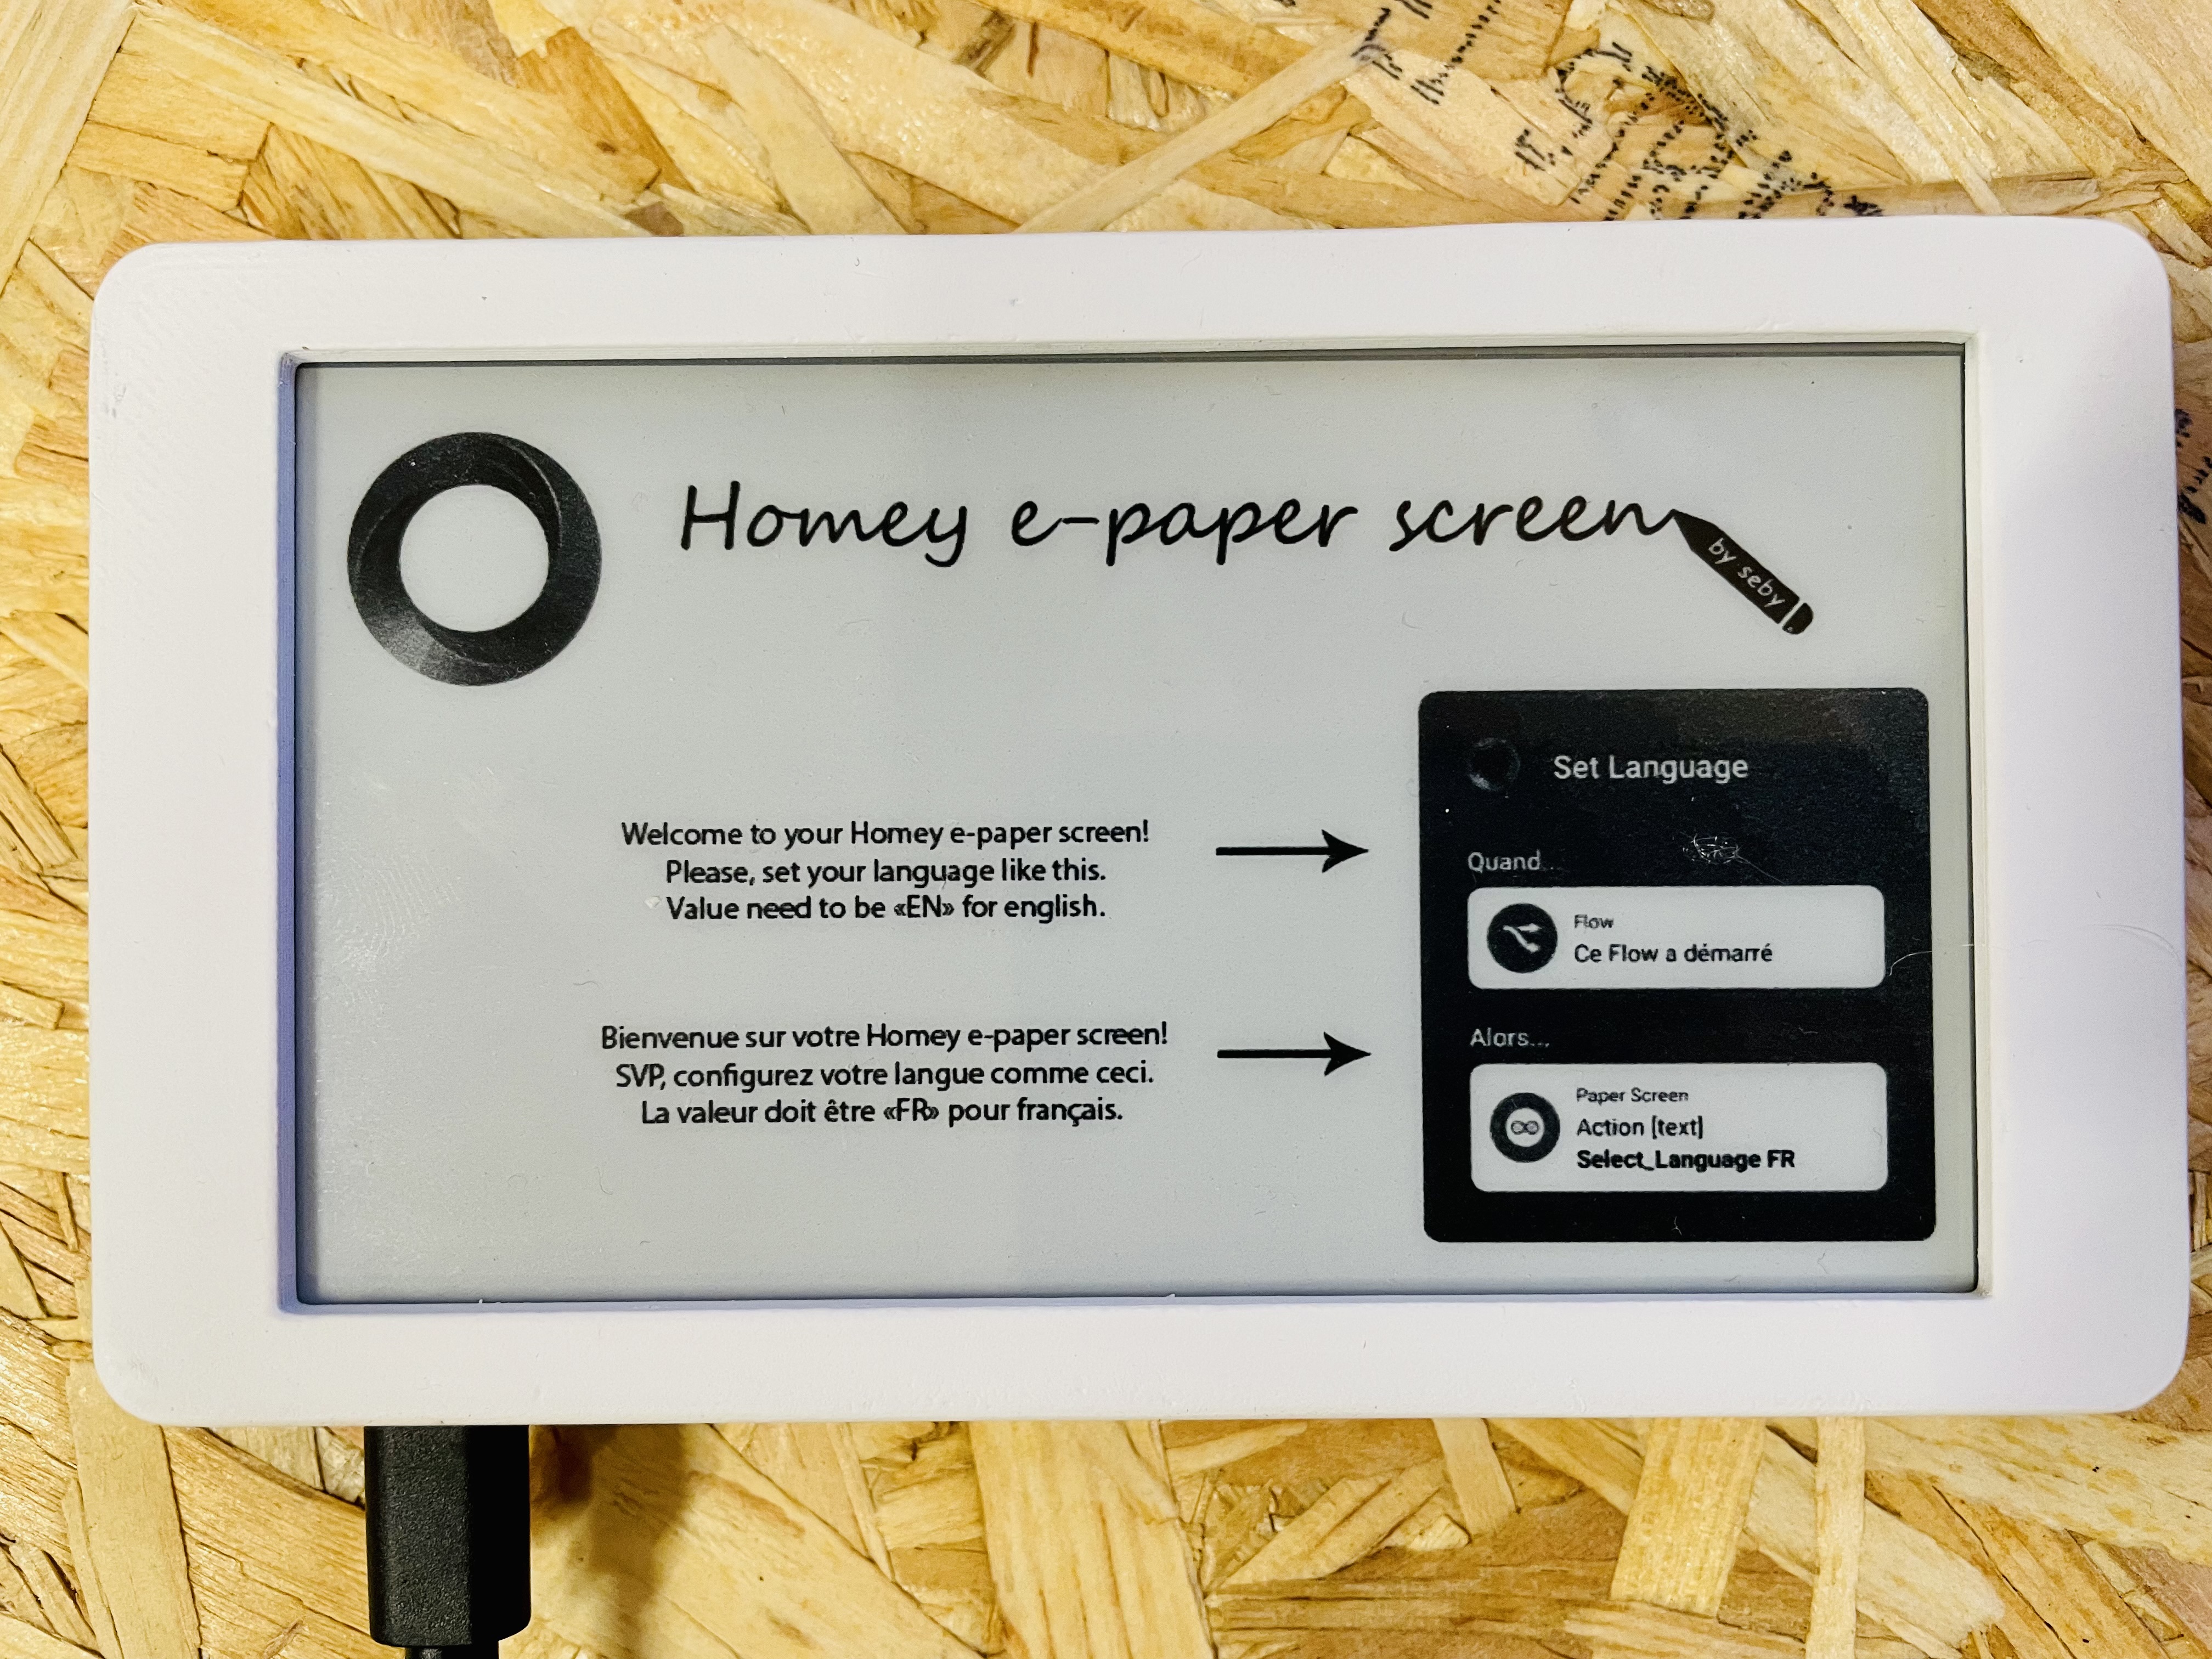 Homey e-paper screen
by seby
Set Language
Welcome to your Homey e-paper screen!
Please, set your language like this.
Value need to be «EN» for english.
Quand...
Flow
Ce Flow a démarré
Bienvenue sur votre Homey e-paper screen!
SVP, configurez votre langue comme ceci.
La valeur doit être «FR» pour français.
Alors...
Paper Screen
Action [text]
Select_Language FR